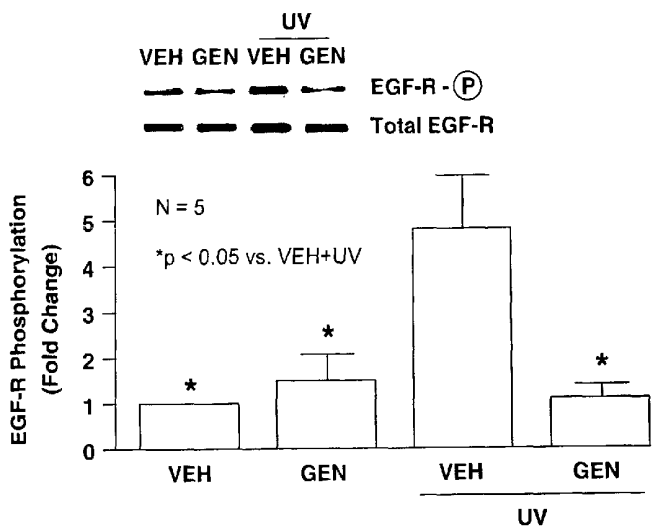 UV
VEH GEN VEH GEN
EGF-R - P
Total EGF-R
EGF-R Phosphorylation
(Fold Change)
6
5
4
3
2
1
0
N = 5
*p < 0.05 vs. VEH+UV
*
*
*
VEH GEN VEH GEN
UV